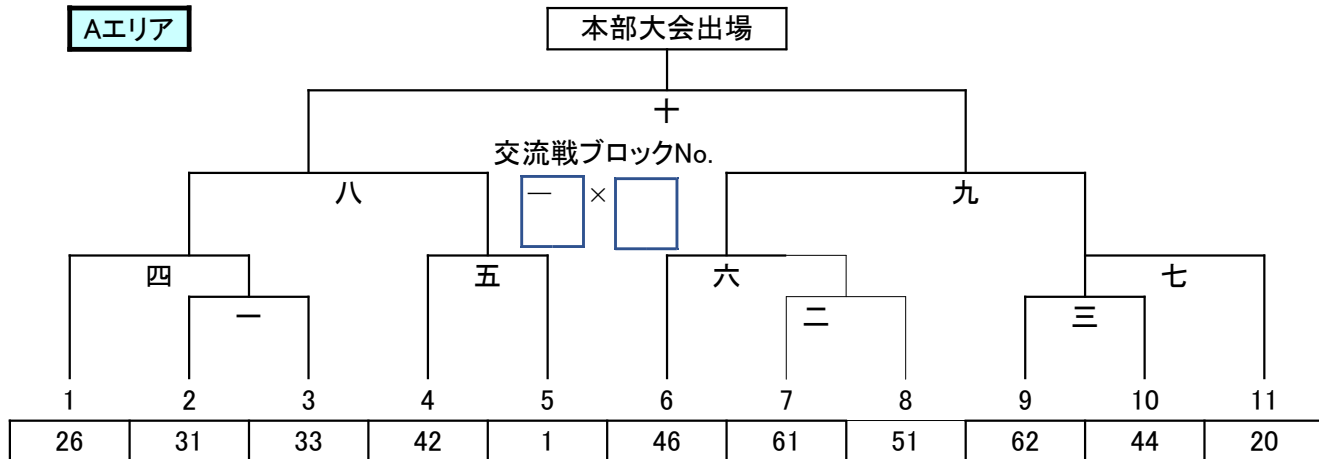 Aエリア
本部大会出場
十
交流戦ブロックNo.
八 一 × 九
四 五 六 七
一 二 三
1 2 3 4 5 6 7 8 9 10 11
26 31 33 42 1 46 61 51 62 44 20